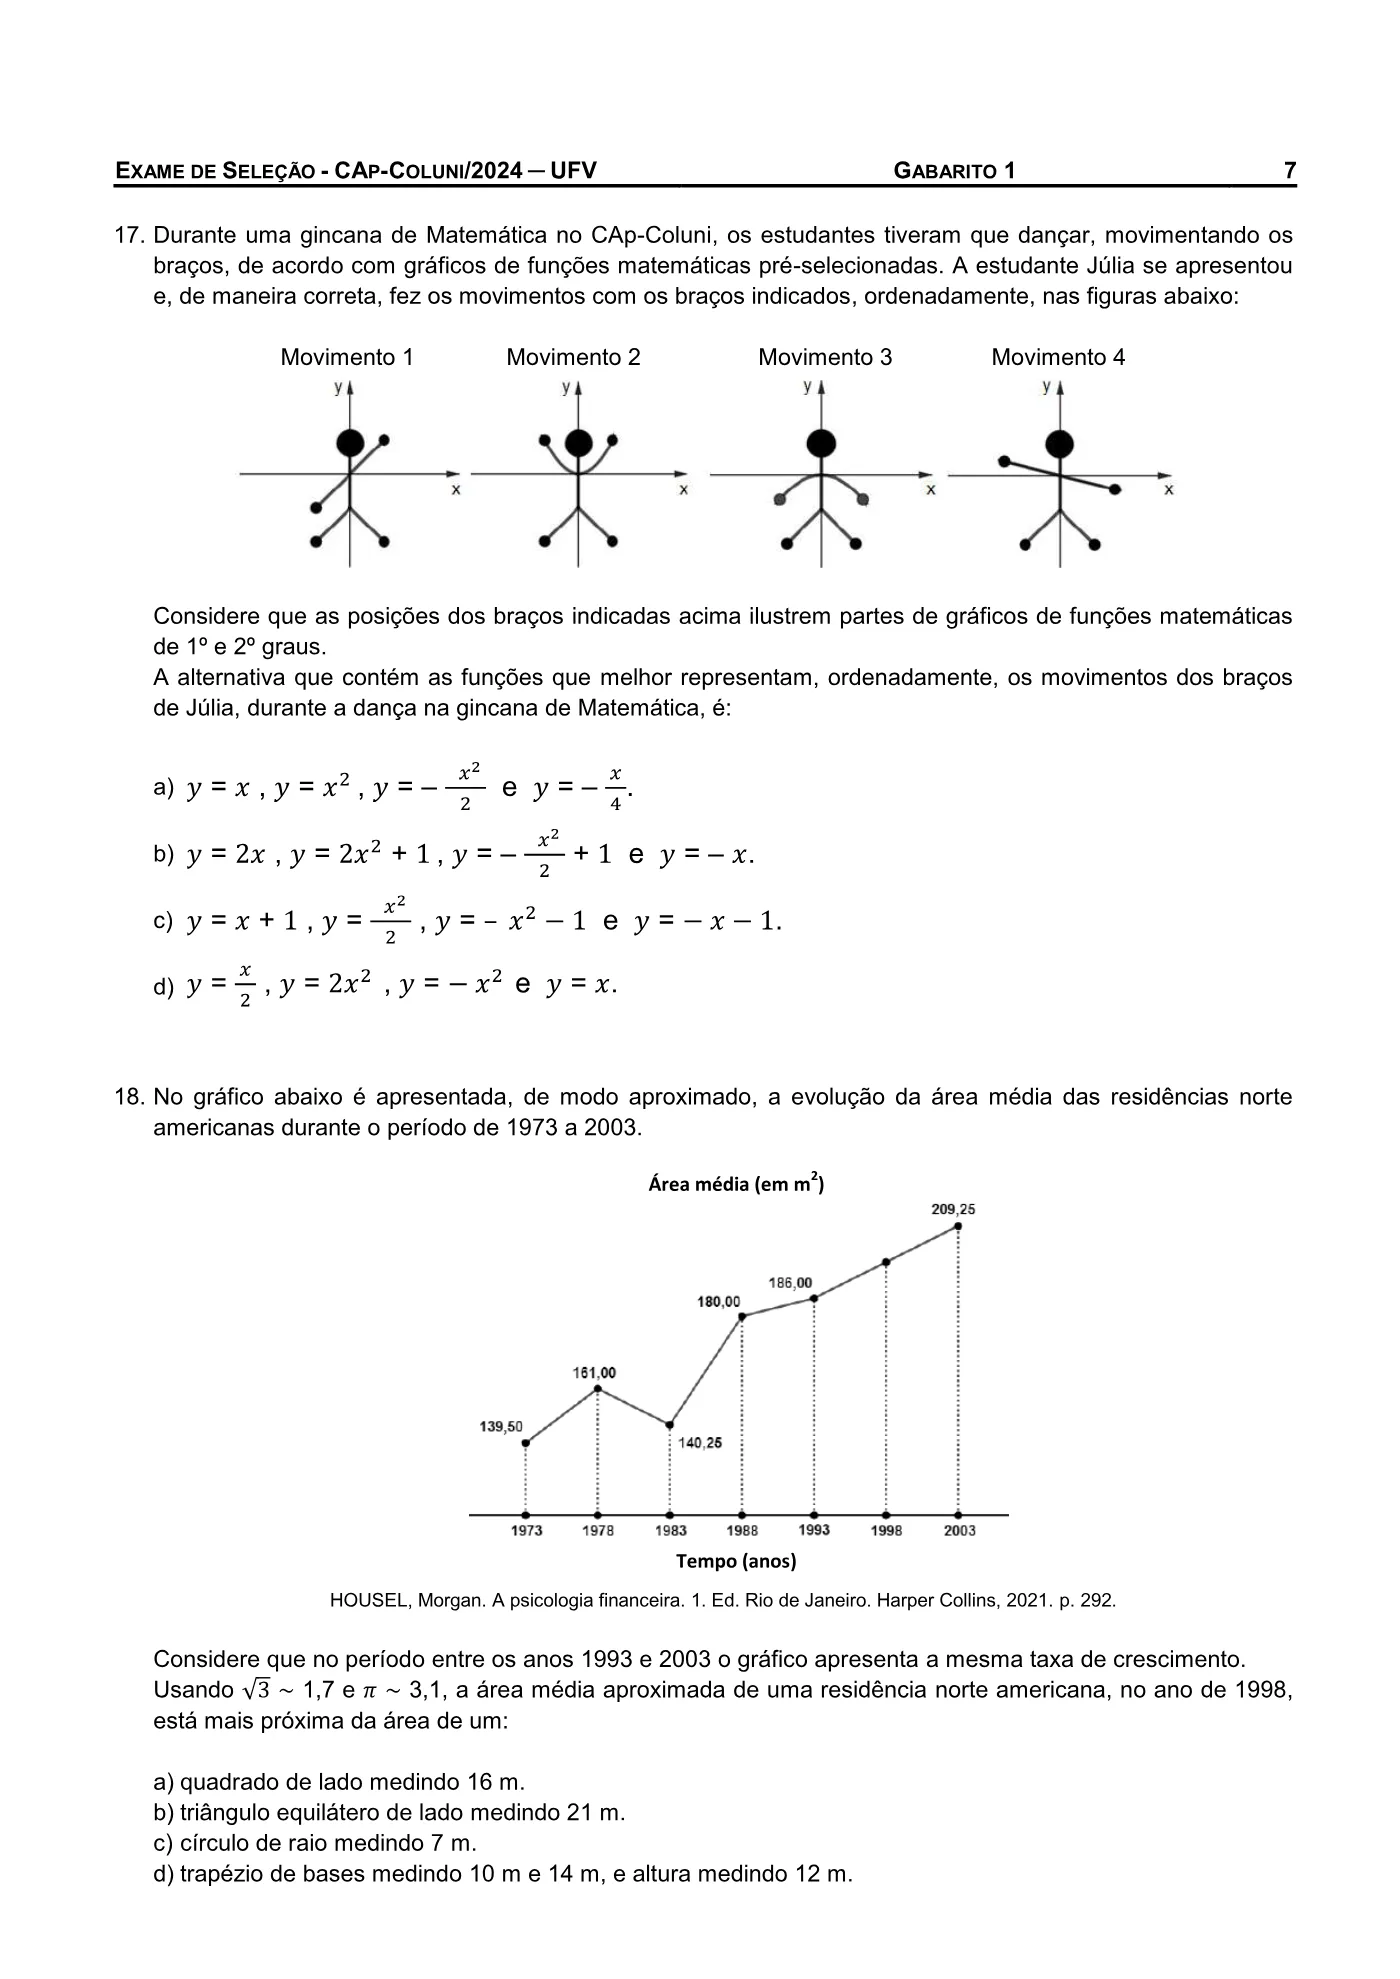 EXAME DE SELEÇÃO - CAP-COLUNI/2024 — UFV GABARITO 1 7
17. Durante uma gincana de Matemática no CAp-Coluni, os estudantes tiveram que dançar, movimentando os
braços, de acordo com gráficos de funções matemáticas pré-selecionadas. A estudante Júlia se apresentou
e, de maneira correta, fez os movimentos com os braços indicados, ordenadamente, nas figuras abaixo:
Movimento 1 Movimento 2 Movimento 3 Movimento 4
y y y y
x x x x
Considere que as posições dos braços indicadas acima ilustrem partes de gráficos de funções matemáticas
de 1º e 2º graus.
A alternativa que contém as funções que melhor representam, ordenadamente, os movimentos dos braços
de Júlia, durante a dança na gincana de Matemática, é:
a) y = x , y = x² , y = – x²/2 e y = – x/4.
b) y = 2x , y = 2x² + 1 , y = – x²/2 + 1 e y = – x.
c) y = x + 1 , y = x²/2 , y = – x² – 1 e y = – x – 1.
d) y = x/2 , y = 2x² , y = – x² e y = x.
18. No gráfico abaixo é apresentada, de modo aproximado, a evolução da área média das residências norte
americanas durante o período de 1973 a 2003.
Área média (em m²)
209,25
186,00
180,00
161,00
139,50
140,25
1973 1978 1983 1988 1993 1998 2003
Tempo (anos)
HOUSEL, Morgan. A psicologia financeira. 1. Ed. Rio de Janeiro. Harper Collins, 2021. p. 292.
Considere que no período entre os anos 1993 e 2003 o gráfico apresenta a mesma taxa de crescimento.
Usando √3 ~ 1,7 e π ~ 3,1, a área média aproximada de uma residência norte americana, no ano de 1998,
está mais próxima da área de um:
a) quadrado de lado medindo 16 m.
b) triângulo equilátero de lado medindo 21 m.
c) círculo de raio medindo 7 m.
d) trapézio de bases medindo 10 m e 14 m, e altura medindo 12 m.